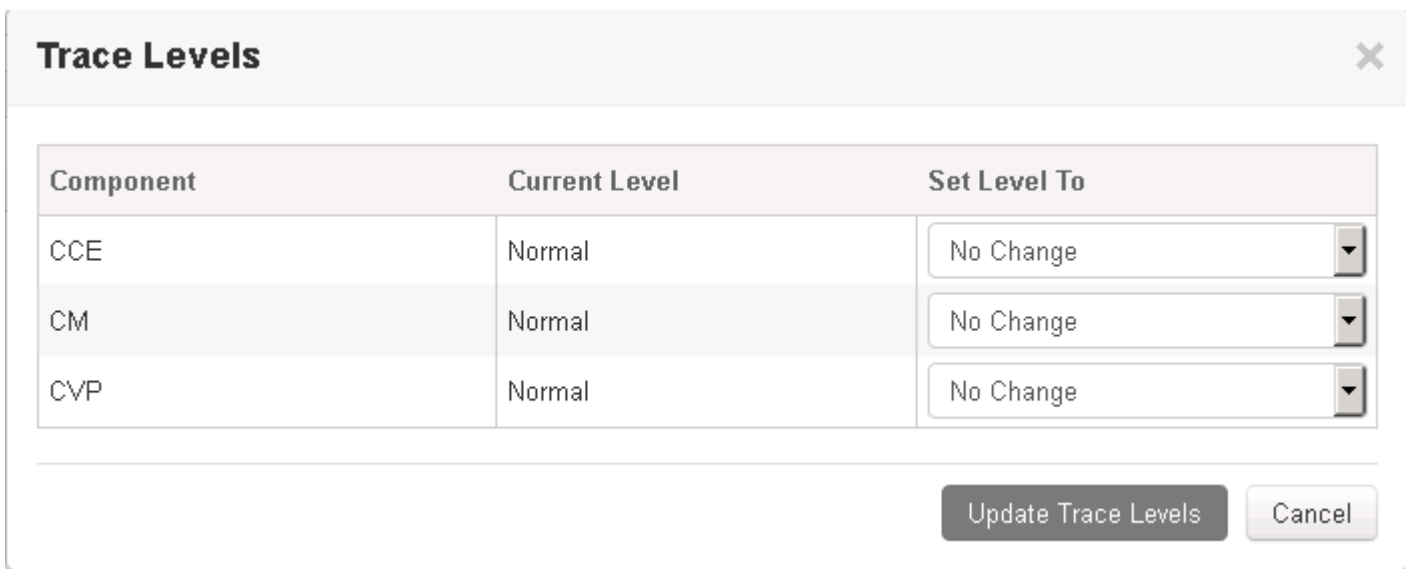 Trace Levels
Component Current Level Set Level To
CCE Normal No Change
CM Normal No Change
CVP Normal No Change
Update Trace Levels Cancel